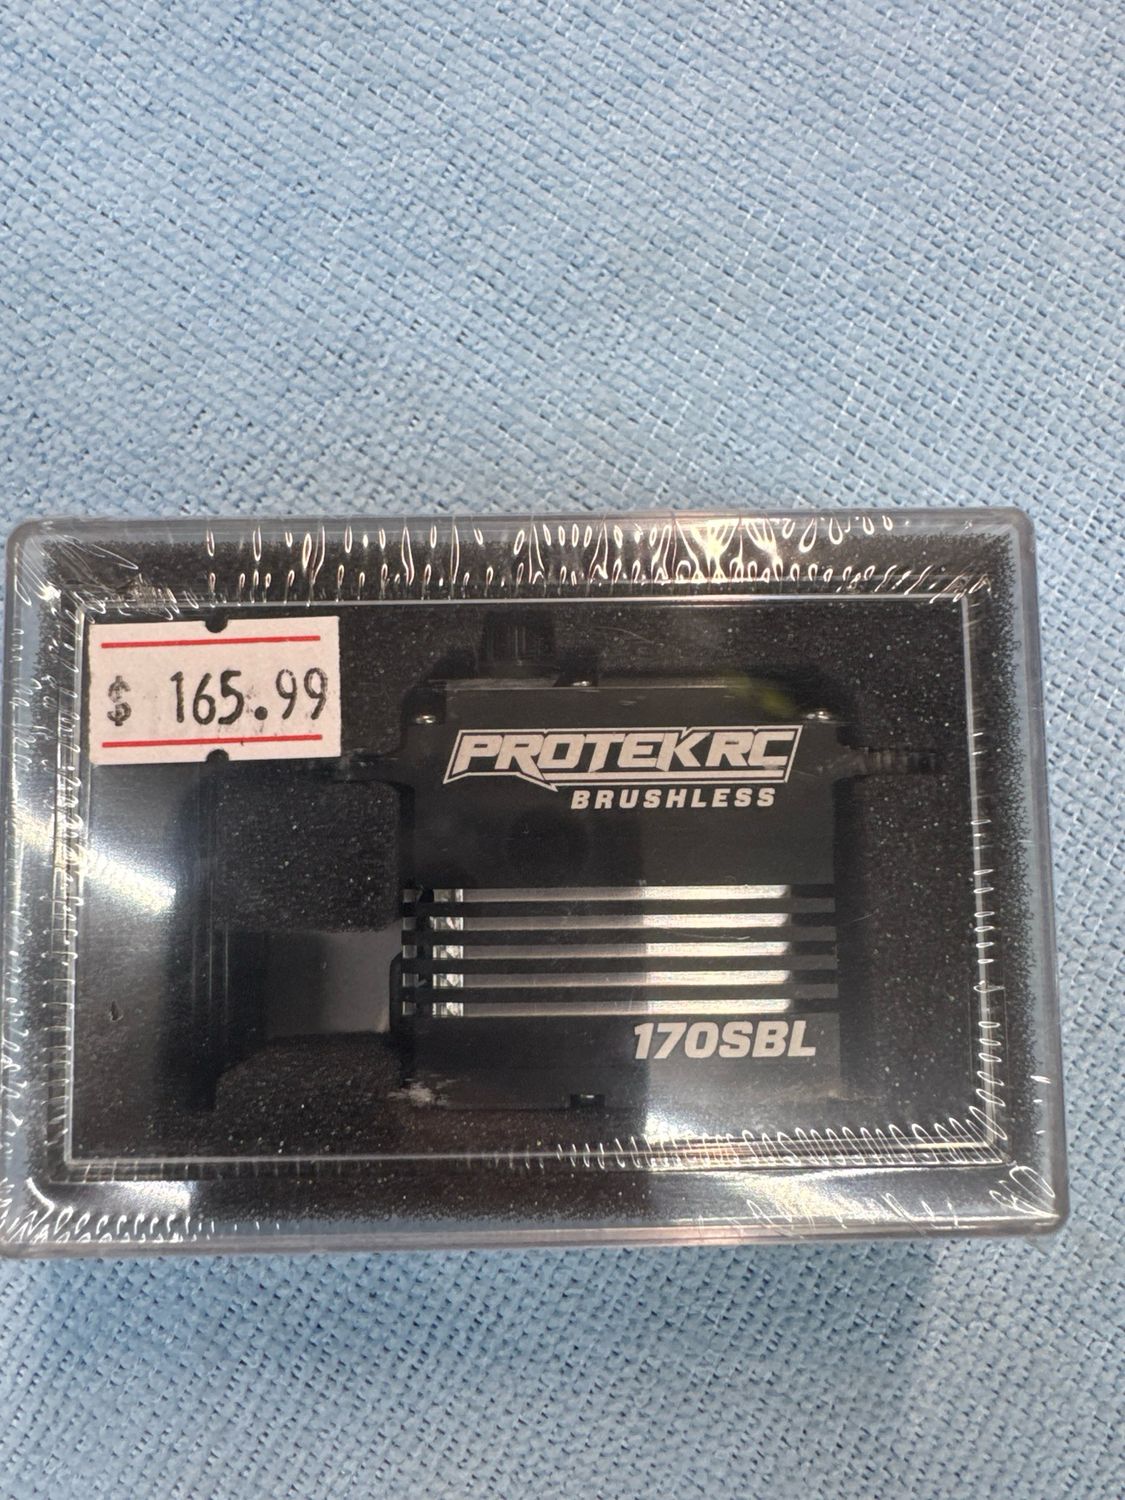 $ 165.99
PROTEKRC
BRUSHLESS
170SBL